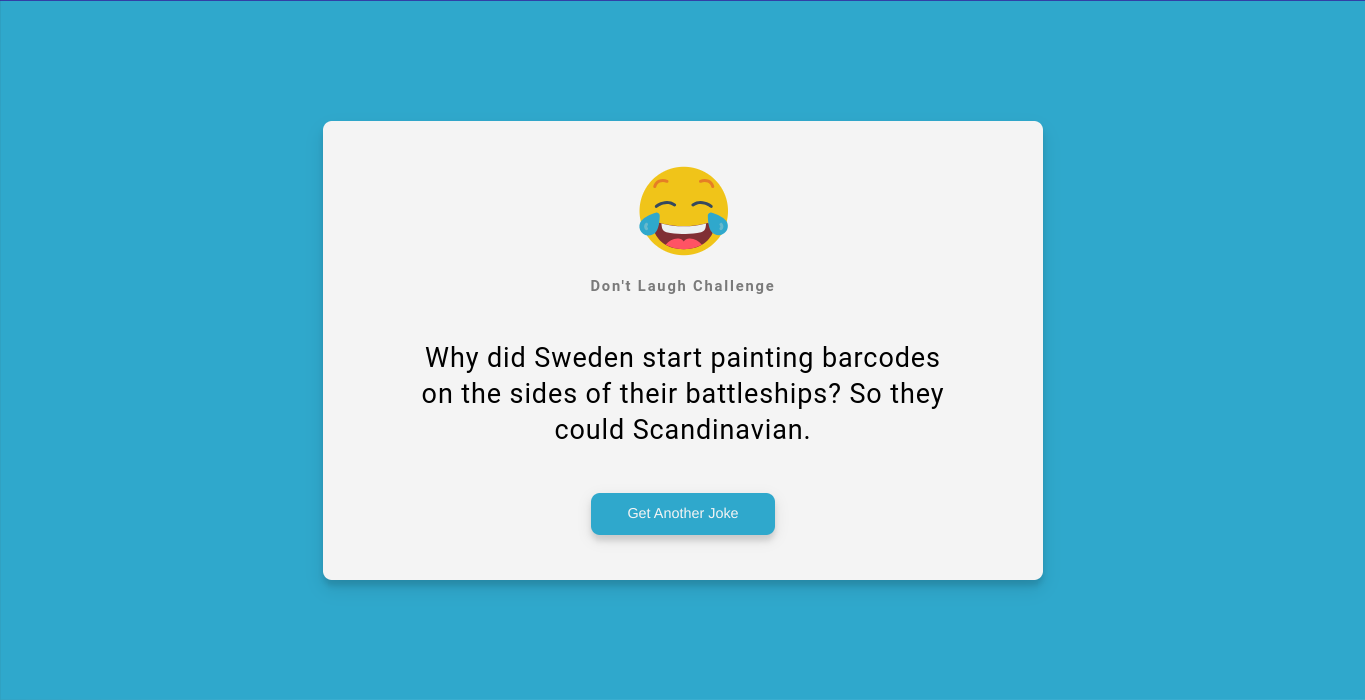 Don't Laugh Challenge
Why did Sweden start painting barcodes
on the sides of their battleships? So they
could Scandinavian.
Get Another Joke